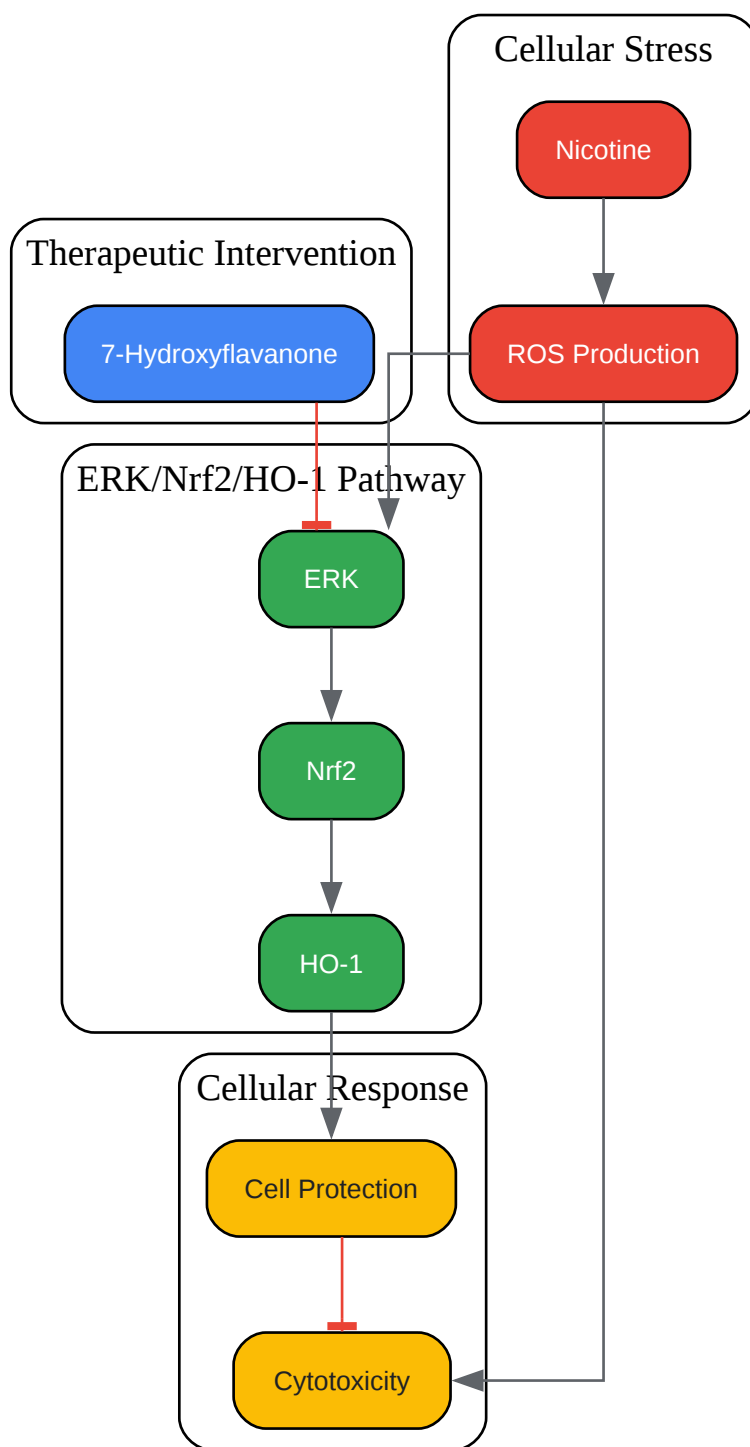 Cellular Stress
Nicotine
Therapeutic Intervention
7-Hydroxyflavanone
ROS Production
ERK/Nrf2/HO-1 Pathway
ERK
Nrf2
HO-1
Cellular Response
Cell Protection
Cytotoxicity